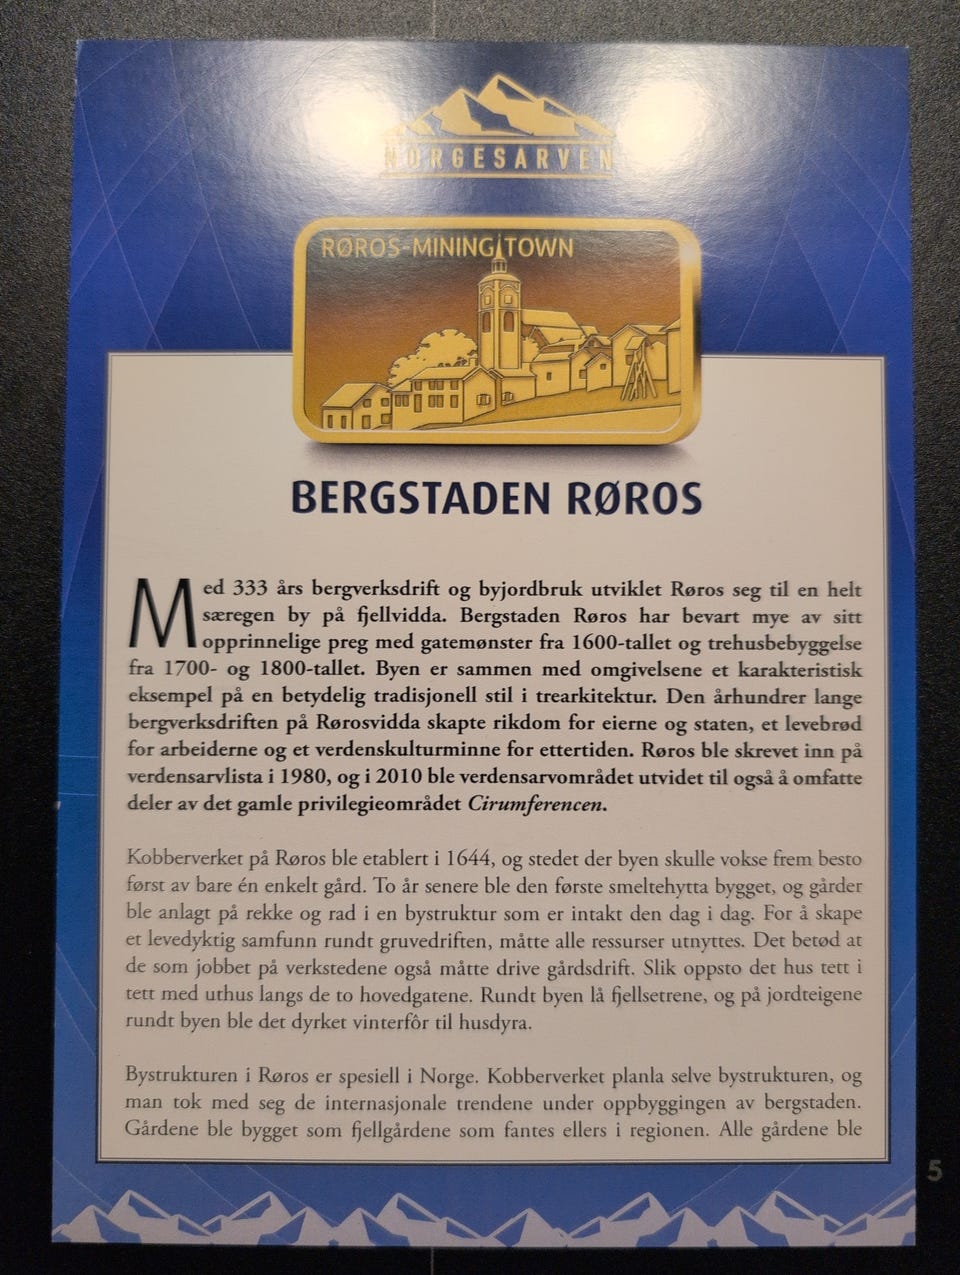 NORGESARVEN
RØROS-MINING TOWN
BERGSTADEN RØROS
Med 333 års bergverksdrift og byjordbruk utviklet Røros seg til en helt
særegen by på fjellvidda. Bergstaden Røros har bevart mye av sitt
opprinnelige preg med gatemønster fra 1600-tallet og trehusbebyggelse
fra 1700- og 1800-tallet. Byen er sammen med omgivelsene et karakteristisk
eksempel på en betydelig tradisjonell stil i trearkitektur. Den århundrer lange
bergverksdriften på Rørosvidda skapte rikdom for eierne og staten, et levebrød
for arbeiderne og et verdenskulturminne for ettertiden. Røros ble skrevet inn på
verdensarvlista i 1980, og i 2010 ble verdensarvområdet utvidet til også å omfatte
deler av det gamle privilegieområdet Cirumferencen.
Kobberverket på Røros ble etablert i 1644, og stedet der byen skulle vokse frem besto
først av bare én enkelt gård. To år senere ble den første smeltehytta bygget, og gårder
ble anlagt på rekke og rad i en bystruktur som er intakt den dag i dag. For å skape
et levedyktig samfunn rundt gruvedriften, måtte alle ressurser utnyttes. Det betød at
de som jobbet på verkstedene også måtte drive gårdsdrift. Slik oppsto det hus tett i
tett med uthus langs de to hovedgatene. Rundt byen lå fjellsetrene, og på jordteigene
rundt byen ble det dyrket vinterfôr til husdyra.
Bystrukturen i Røros er spesiell i Norge. Kobberverket planla selve bystrukturen, og
man tok med seg de internasjonale trendene under oppbyggingen av bergstaden.
Gårdene ble bygget som fjellgårdene som fantes ellers i regionen. Alle gårdene ble
5